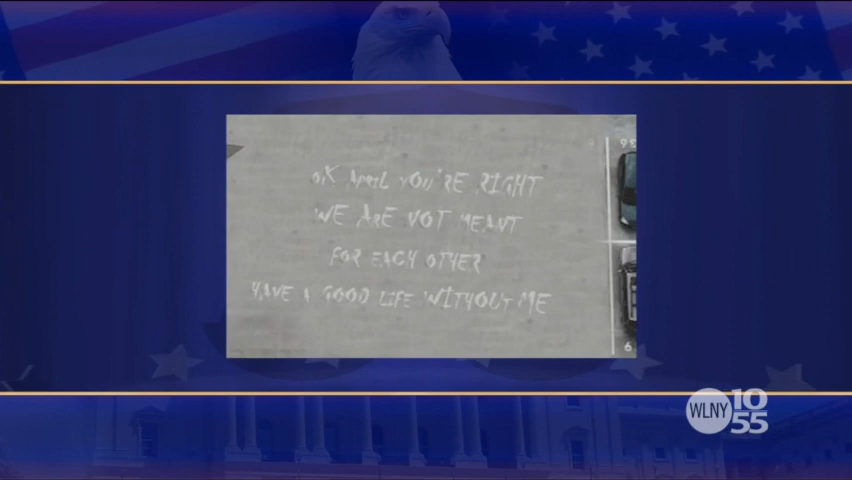 OK APRIL YOU'RE RIGHT
WE ARE NOT MEANT
FOR EACH OTHER
HAVE A GOOD LIFE WITHOUT ME
WLNY
10
55